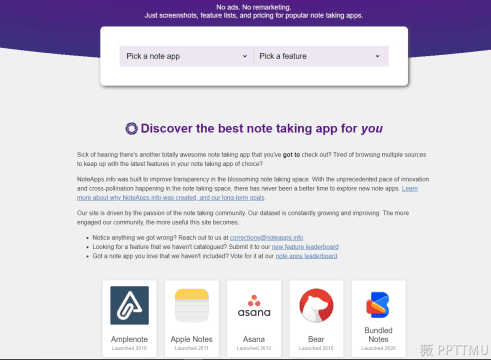 No ads. No remarketing.
Just screenshots, feature lists, and pricing for popular note taking apps.
Pick a note app
Pick a feature
Discover the best note taking app for you
Sick of hearing there's another totally awesome note taking app that you've got to check out? Tired of browsing multiple sources
to keep up with the latest features in your note taking app of choice?
NoteApps.info was built to improve transparency in the blossoming note taking space. With the unprecedented pace of innovation
and cross-pollination happening in the note taking space, there has never been a better time to explore new note apps. Learn
more about why NoteApps.info was created, and our long-term goals.
Our site is driven by the passion of the note taking community. Our dataset is constantly growing and improving. The more
engaged our community, the more useful this site becomes.
• Notice anything we got wrong? Reach out to us at corrections@noteapps.info
• Looking for a feature that we haven't catalogued? Submit it to our new feature leaderboard
• Got a note app you love that we haven't included? Vote for it at our note apps leaderboard
asana
Amplenote
Apple Notes
Asana
Bear
Bundled
Notes
Launched 2019
Launched 2011
Launched 2012
Launched 2016
Launched 2020
薇 PPTTMU